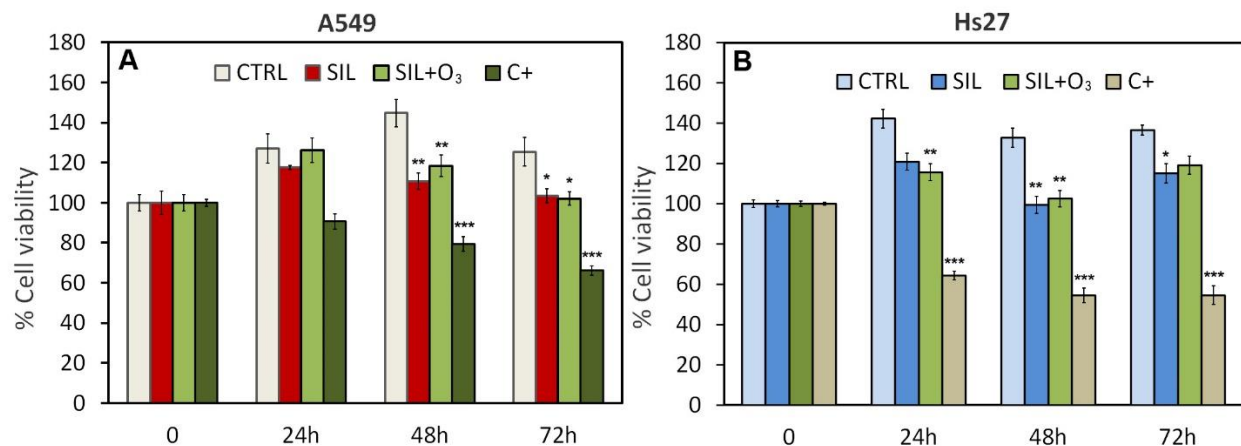 A549
% Cell viability
180
160
140
120
100
80
60
40
20
0
A
CTRL SIL SIL+O₃ C+
** **
* *
***
***
0 24h 48h 72h
Hs27
% Cell viability
180
160
140
120
100
80
60
40
20
0
B
CTRL SIL SIL+O₃ C+
**
*
** **
*** *** ***
0 24h 48h 72h